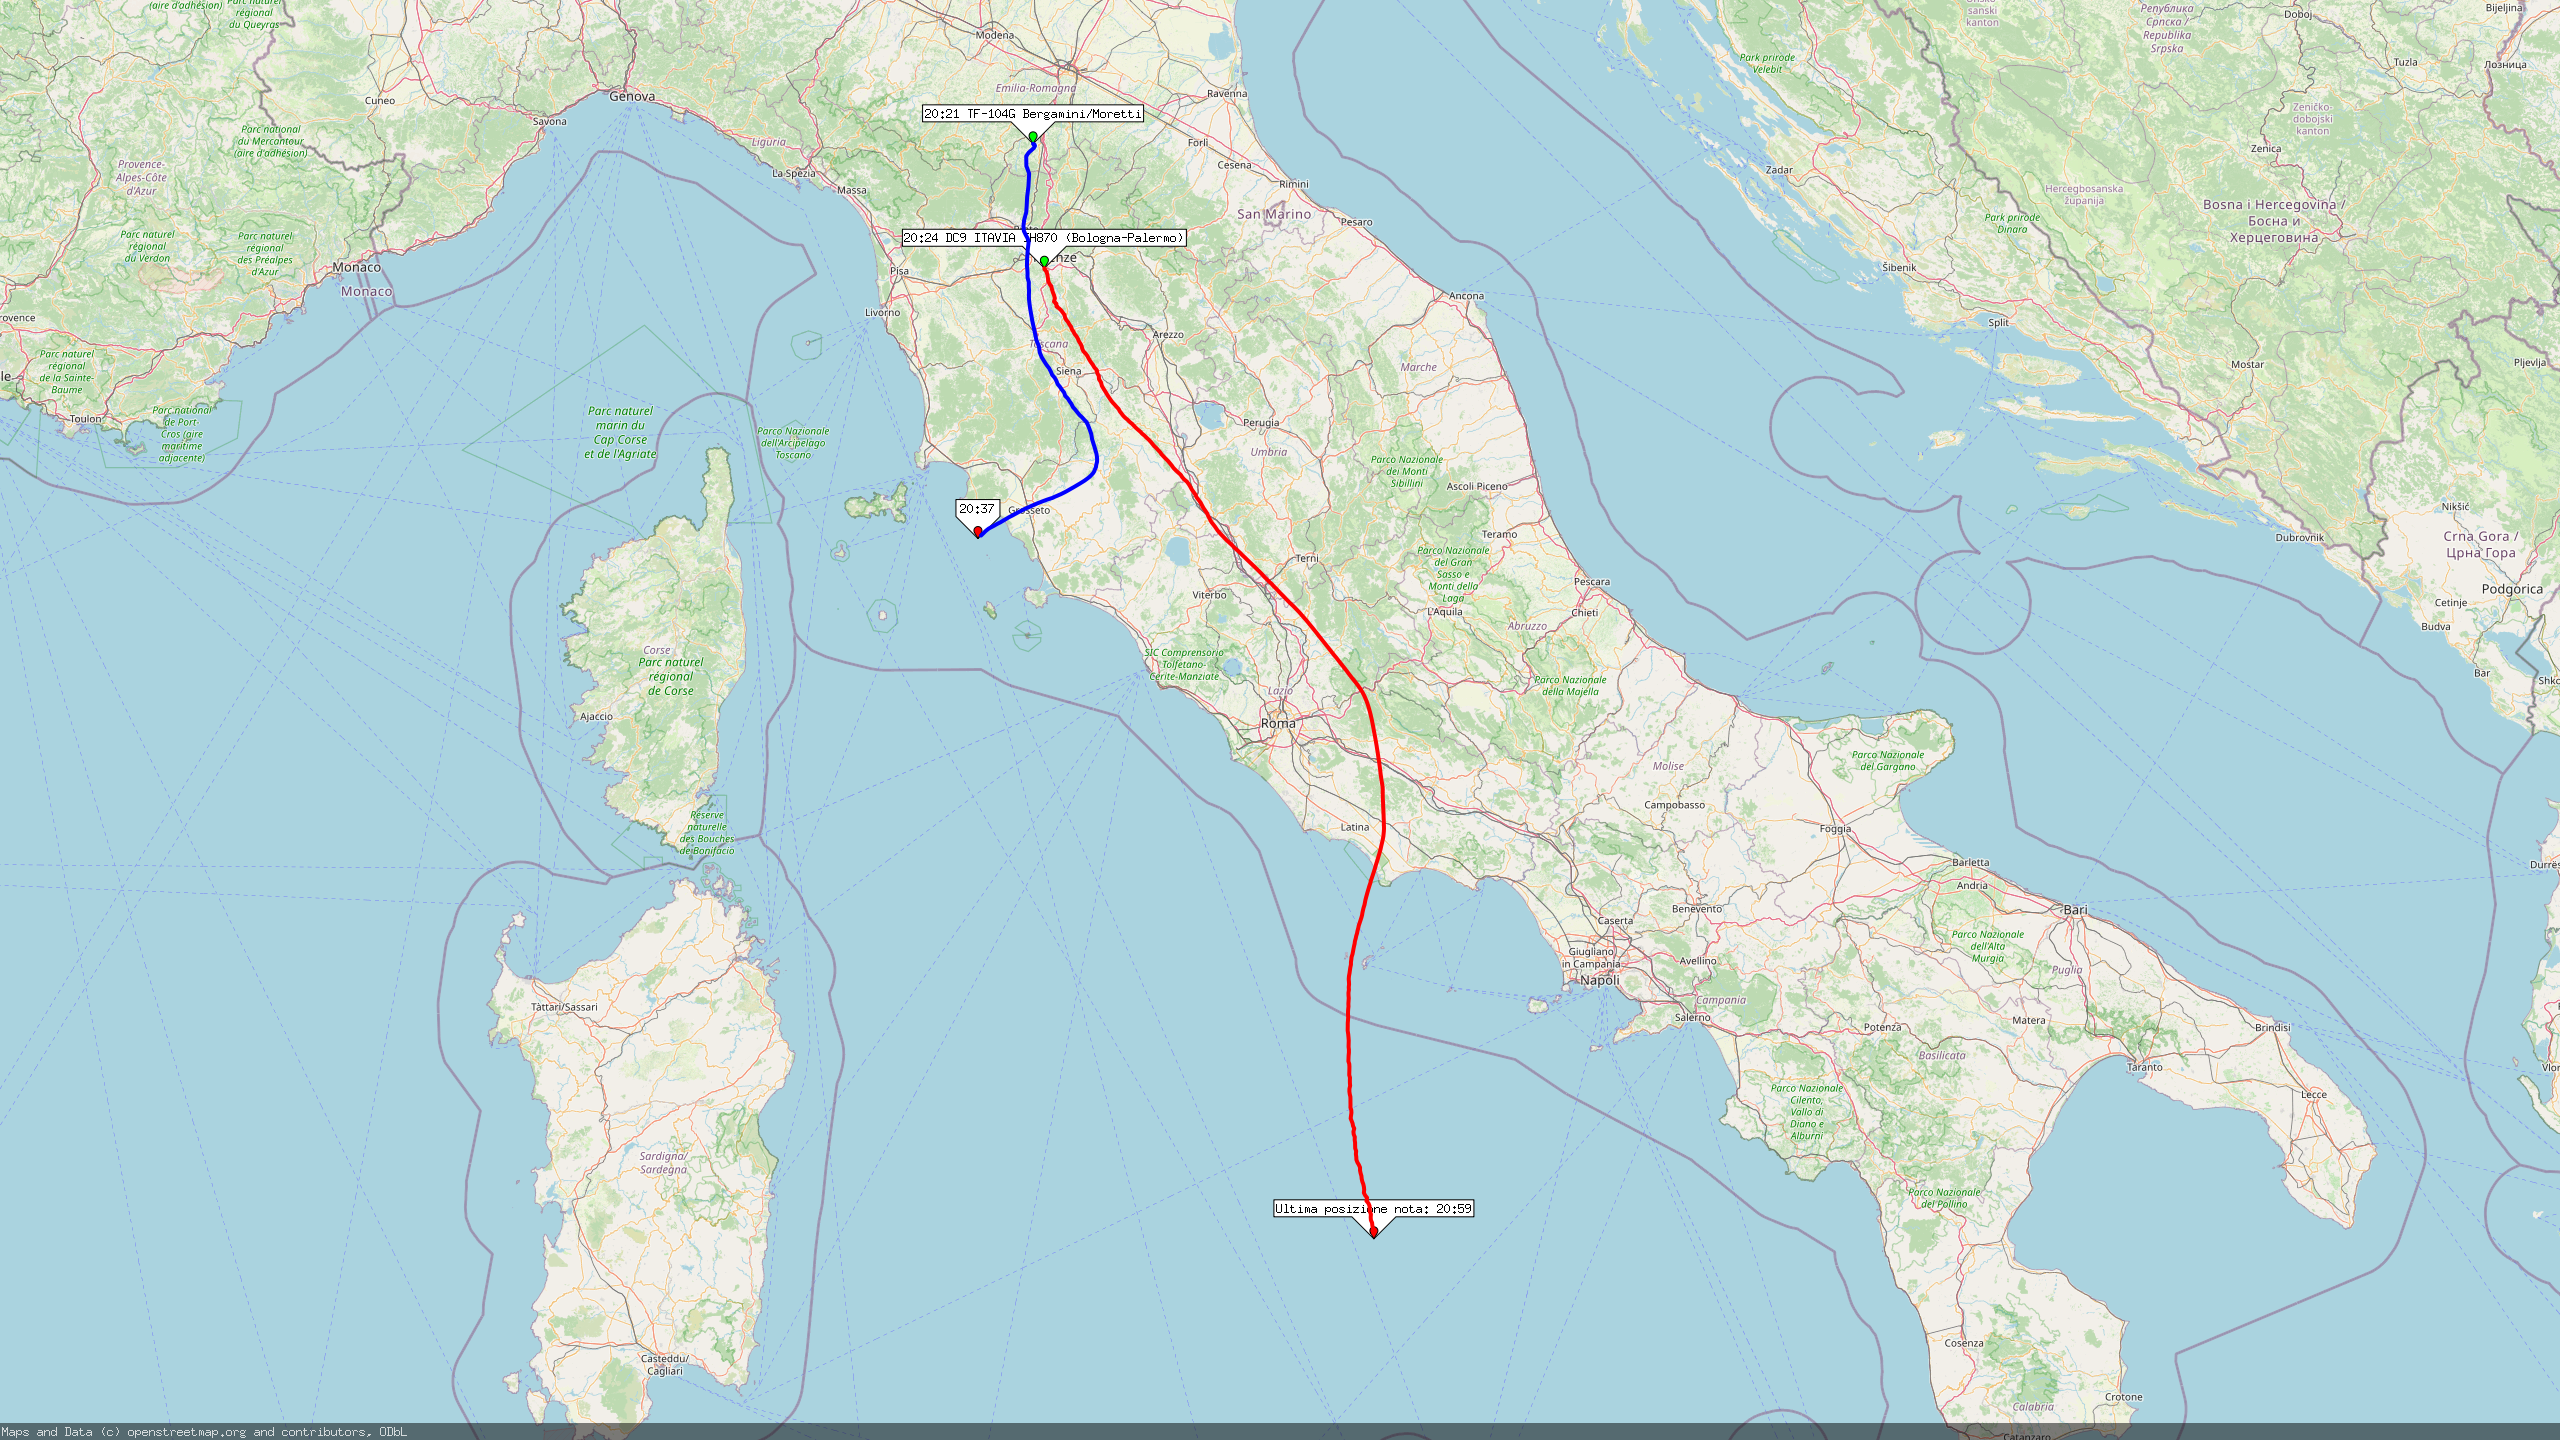 (aire d'adhésion)
naturel
régional
du Queyras
Parc naturel
régional
Modena
Park prirode
Velebit
sanski
kanton
Република
Српска /
Republika
Srpska
Doboj
Bijeljina
Tuzla
Лозница
Cuneo
Genova
Savona
Emilia-Romagna
Ravenna
20:21 TF-104G Bergamini/Moretti
Zeničko-
dobojski
kanton
Zenica
Parc national
du Mercantour
(aire d'adhésion)
Liguria
Forlì
Cesena
Rimini
La Spezia
Massa
Zadar
Provence-
Alpes-Côte
d'Azur
Hercegbosanska
županija
Bosna i Hercegovina /
Босна и
Херцеговина
San Marino
Pesaro
Park prirode
Dinara
Parc naturel
régional
du Verdon
Parc naturel
régional
des Préalpes
d'Azur
20:24 DC9 ITAVIA IH870 (Bologna-Palermo)
Monaco
Monaco
Pisa
Šibenik
Ancona
Livorno
Split
Arezzo
Toscana
Siena
Marche
Mostar
Pljevlja
Parc naturel
régional
de la Sainte-
Baume
Toulon
Parc national
de Port-
Cros (aire
maritime
adjacente)
Parc naturel
marin du
Cap Corse
et de l'Agriate
Parco Nazionale
dell'Arcipelago
Toscano
Perugia
Umbria
Parco Nazionale
dei Monti
Sibillini
Ascoli Piceno
20:37
Grosseto
Nikšić
Dubrovnik
Crna Gora /
Црна Гора
Teramo
Terni
Parco Nazionale
del Gran
Sasso e
Monti della
Laga
Pescara
Chieti
Viterbo
L'Aquila
Abruzzo
Podgorica
Cetinje
Budva
Bar
Corse
Parc naturel
régional
de Corse
SIC Comprensorio
Tolfetano-
Cerite-Manziate
Parco Nazionale
della Majella
Ajaccio
Lazio
Roma
Parco Nazionale
del Gargano
Molise
Campobasso
Latina
Foggia
Réserve
naturelle
des Bouches
de Bonifacio
Barletta
Andria
Bari
Benevento
Caserta
Parco Nazionale
dell'Alta
Murgia
Giugliano
in Campania
Napoli
Avellino
Puglia
Tàttari/Sassari
Campania
Salerno
Potenza
Matera
Brindisi
Basilicata
Taranto
Lecce
Parco Nazionale
Cilento,
Vallo di
Diano e
Alburni
Sardigna/
Sardegna
Parco Nazionale
del Pollino
Ultima posizione nota: 20:59
Cosenza
Casteddu/
Cagliari
Crotone
Calabria
Catanzaro
Maps and Data (c) openstreetmap.org and contributors, ODbL